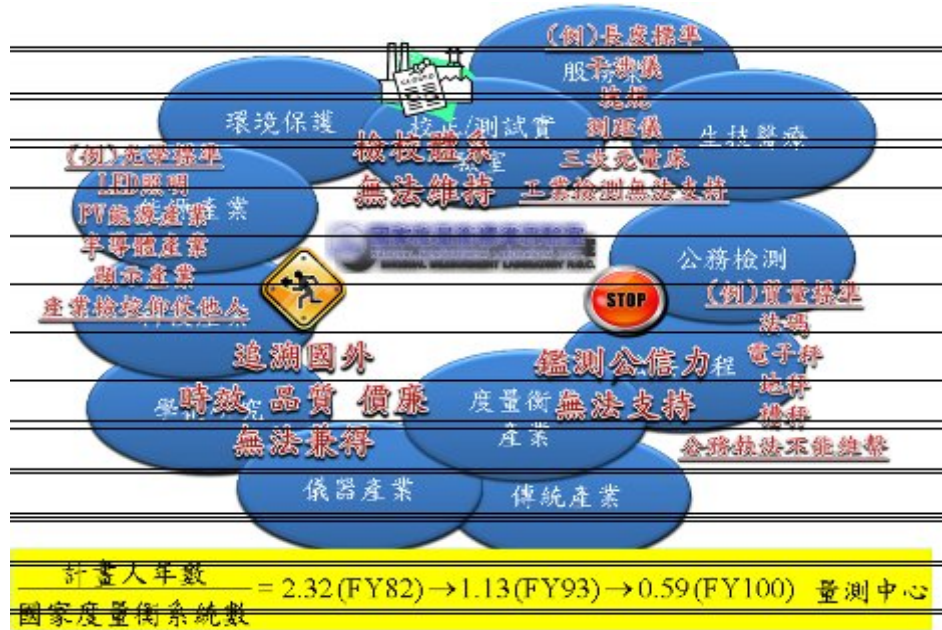 (例)長度標準
干涉儀
塊規
測距儀
三次元量床
工業檢測無法支持
環境保護
校正/測試實
生技醫療
檢校體系
無法維持
(例)光學標準
LED照明
PV能源產業
半導體產業
顯示產業
產業檢校仰仗他人
公務檢測
STOP
(例)質量標準
法碼
電子秤
地秤
槽秤
公務執法不能維繫
追溯國外
時效 品質 價廉
無法兼得
鑑測公信力
無法支持
程
度量衡
產業
儀器產業
傳統產業
計畫人年數
國家度量衡系統數
= 2.32(FY82)→1.13(FY93)→0.59(FY100) 量測中心